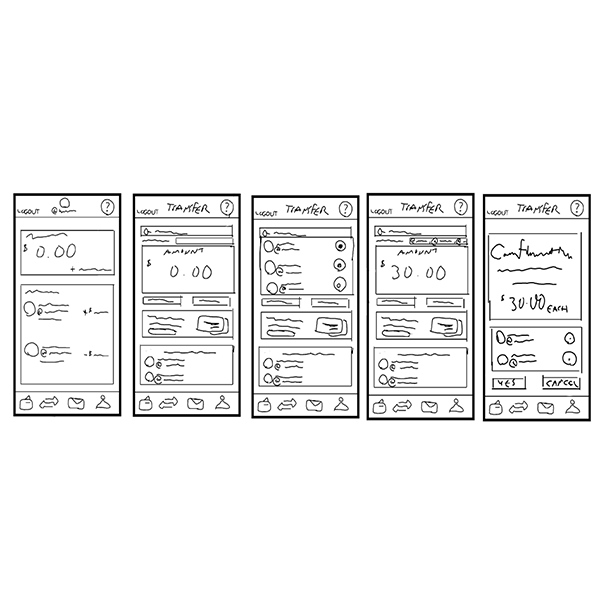 LOGOUT @ ?
$ 0.00
+
@ + $
@ - $
LOGOUT TRANSFER ?
AMOUNT
$ 0.00
@
@
LOGOUT TRANSFER ?
@
@
@
@
@
LOGOUT TRANSFER ?
@ @ @
AMOUNT
$ 30.00
@
@
LOGOUT TRANSFER ?
Confirmation
$ 30.00 EACH
@
@
YES CANCEL